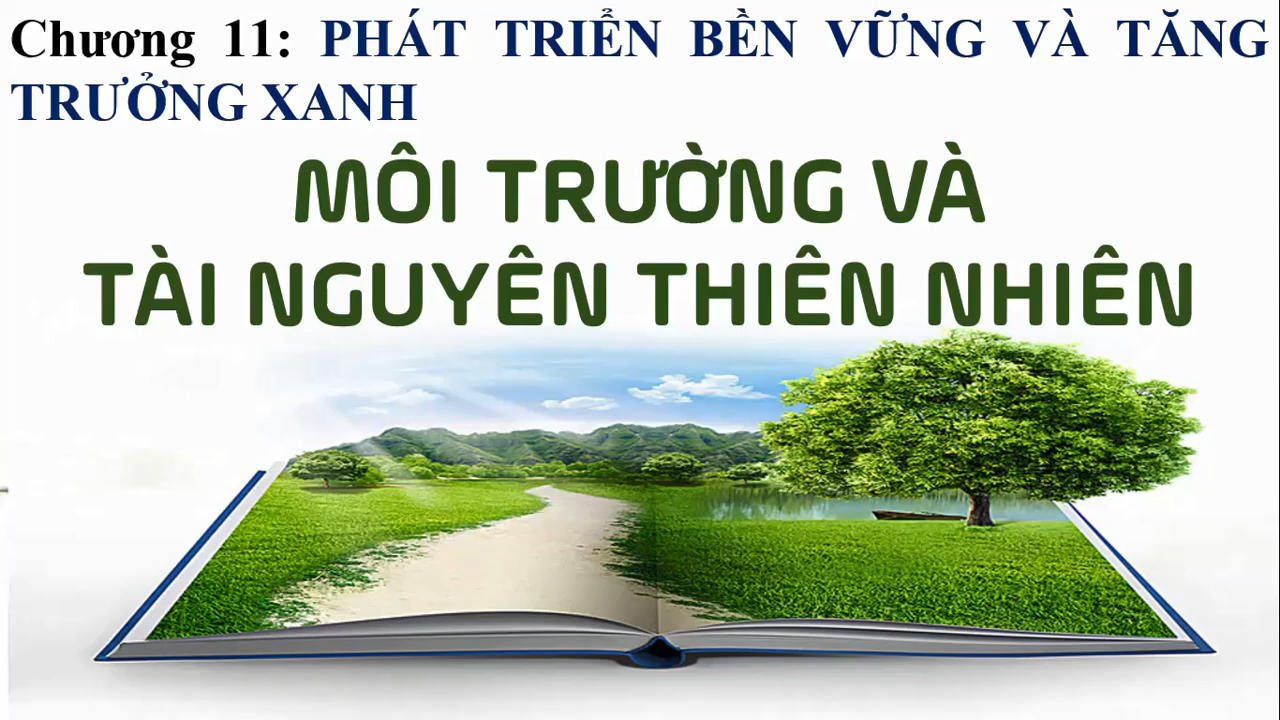 Chương 11: PHÁT TRIỂN BỀN VỮNG VÀ TĂNG
TRƯỞNG XANH
MÔI TRƯỜNG VÀ
TÀI NGUYÊN THIÊN NHIÊN